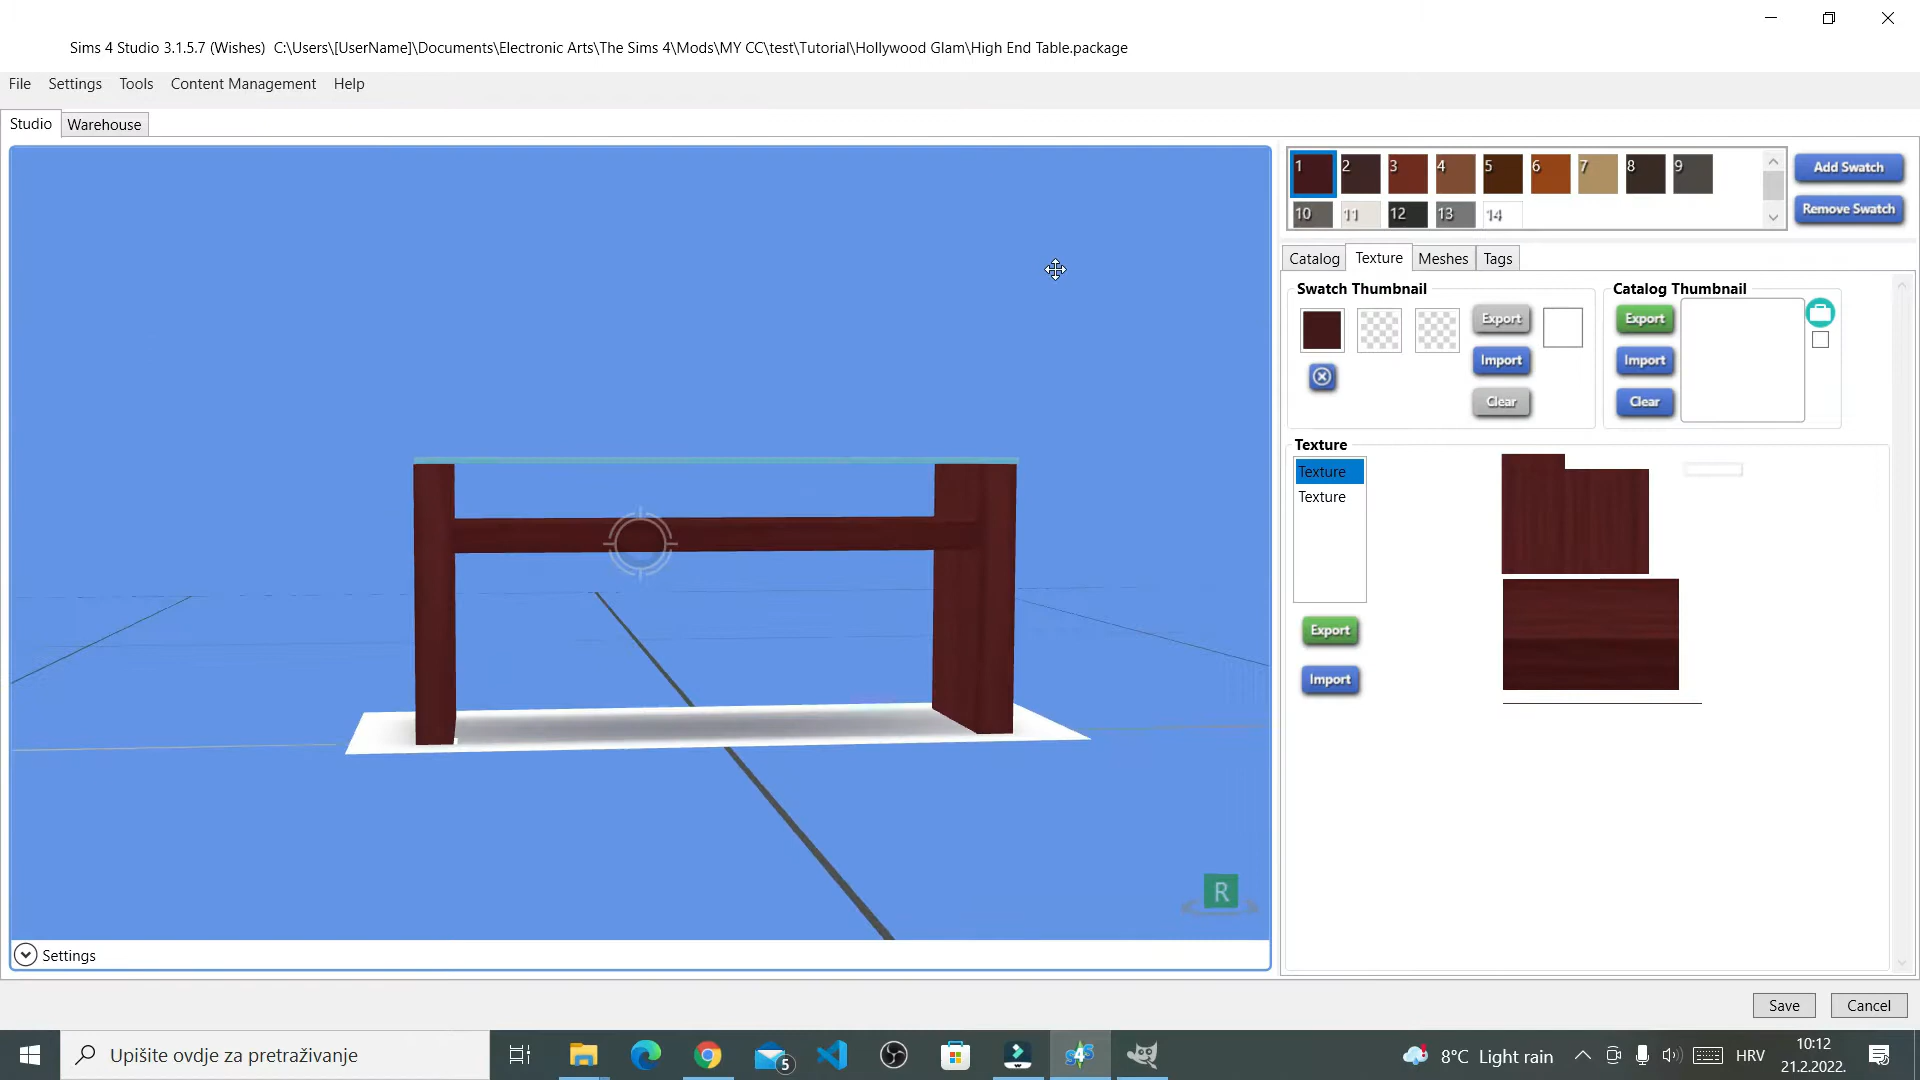 Sims 4 Studio 3.1.5.7 (Wishes)  C:\Users\[UserName]\Documents\Electronic Arts\The Sims 4\Mods\MY CC\test\Tutorial\Hollywood Glam\High End Table.package
File Settings Tools Content Management Help
Studio Warehouse
1 2 3 4 5 6 7 8 9
Add Swatch
10 11 12 13 14
Remove Swatch
Catalog Texture Meshes Tags
Swatch Thumbnail
Catalog Thumbnail
Export
Import
Clear
Export
Import
Clear
Texture
Texture
Texture
Export
Import
R
Settings
Save Cancel
Upišite ovdje za pretraživanje
5
S4S
8°C Light rain
HRV
10:12
21.2.2022.